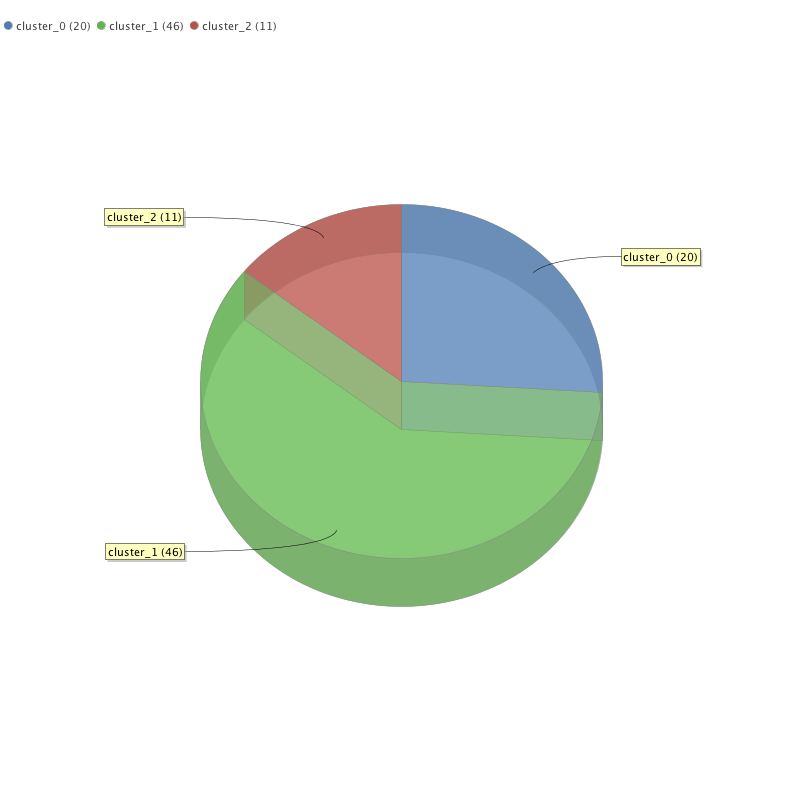 cluster_0 (20) cluster_1 (46) cluster_2 (11)
cluster_2 (11)
cluster_0 (20)
cluster_1 (46)